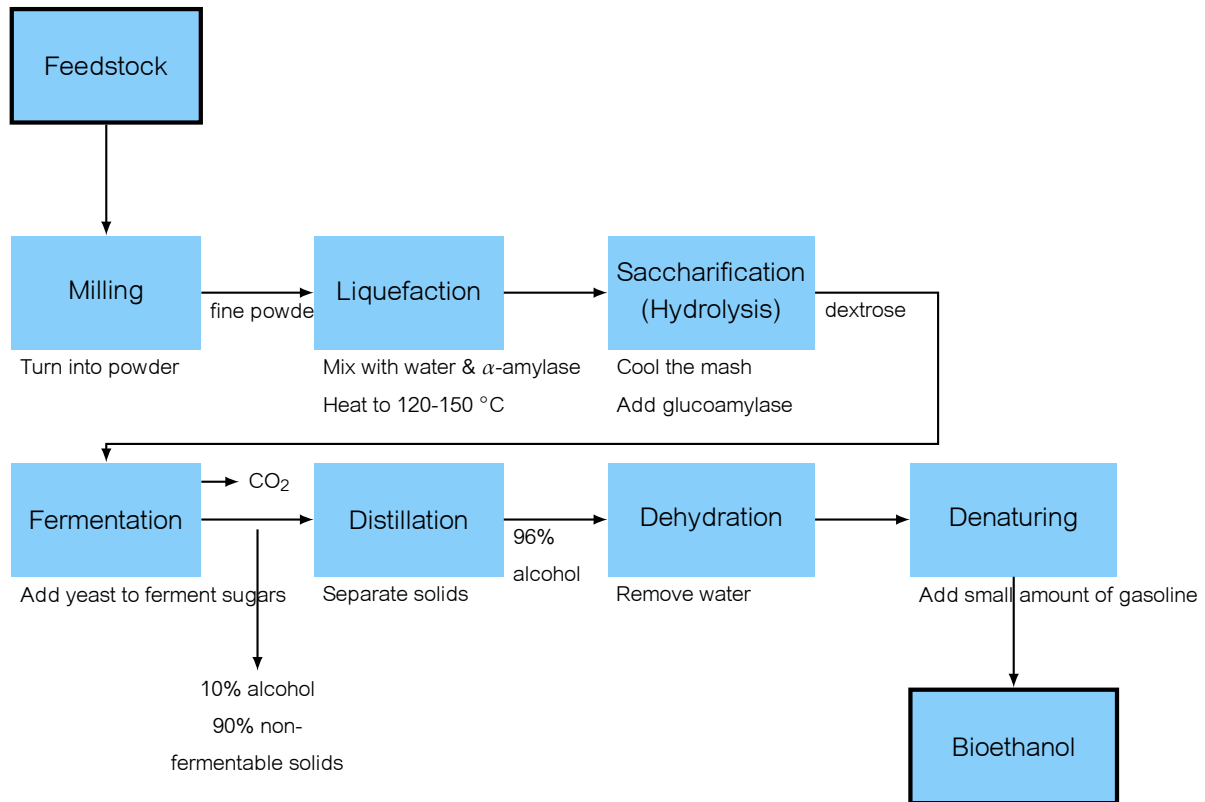 Feedstock
Milling
fine powde
Liquefaction
Saccharification
(Hydrolysis)
dextrose
Turn into powder
Mix with water & α-amylase
Heat to 120-150 °C
Cool the mash
Add glucoamylase
Fermentation
CO₂
Distillation
96%
alcohol
Dehydration
Denaturing
Add yeast to ferment sugars
Separate solids
Remove water
Add small amount of gasoline
10% alcohol
90% non-
fermentable solids
Bioethanol